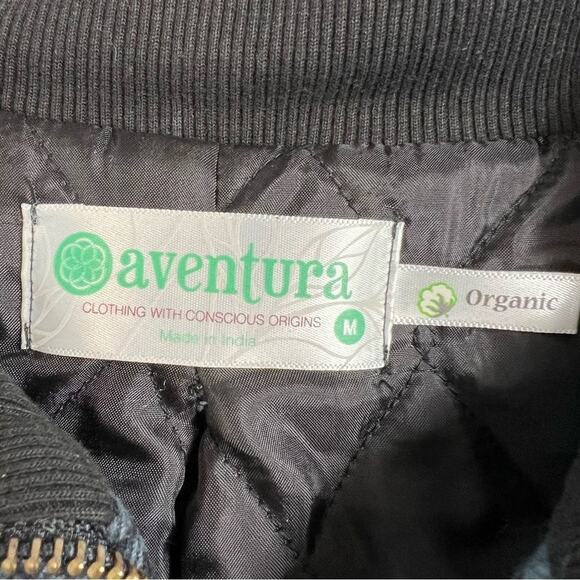 aventura
CLOTHING WITH CONSCIOUS ORIGINS
M
Made in India
Organic